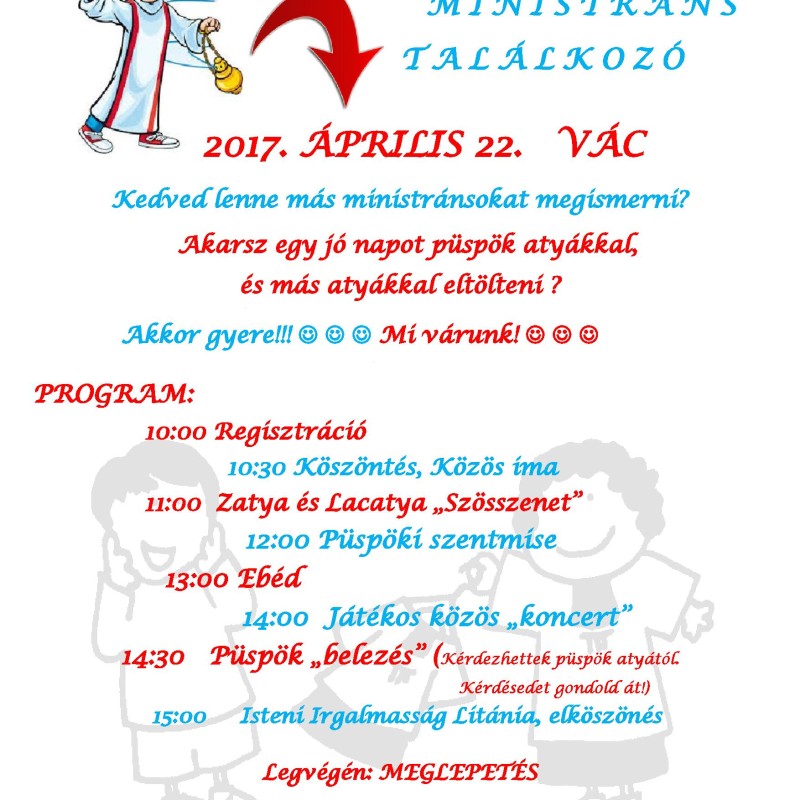 MINISTRÁNS
TALÁLKOZÓ
2017. ÁPRILIS 22. VÁC
Kedved lenne más ministránsokat megismerni?
Akarsz egy jó napot püspök atyákkal,
és más atyákkal eltölteni ?
Akkor gyere!!! ☺ ☺ ☺ Mi várunk! ☺ ☺ ☺
PROGRAM:
10:00 Regisztráció
10:30 Köszöntés, Közös ima
11:00 Zatya és Lacatya „Szösszenet”
12:00 Püspöki szentmise
13:00 Ebéd
14:00 Játékos közös „koncert”
14:30 Püspök „belezés” (Kérdezhettek püspök atyától.
Kérdésedet gondold át!)
15:00 Isteni Irgalmasság Litánia, elköszönés
Legvégén: MEGLEPETÉS